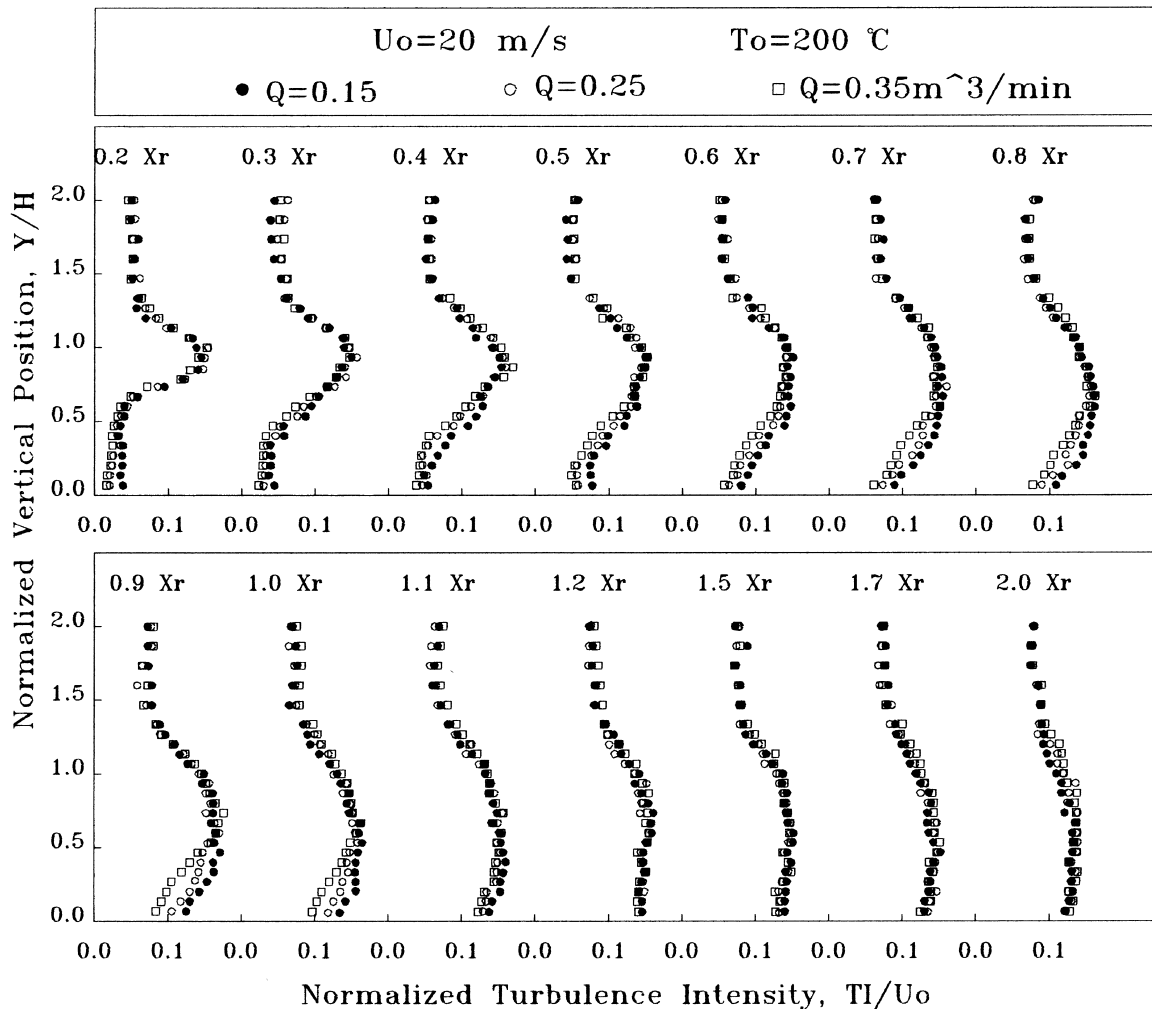 Uo=20 m/s To=200 ℃
● Q=0.15 ○ Q=0.25 □ Q=0.35m^3/min
0.2 Xr 0.3 Xr 0.4 Xr 0.5 Xr 0.6 Xr 0.7 Xr 0.8 Xr
2.0
1.5
1.0
0.5
0.0
0.0 0.1 0.0 0.1 0.0 0.1 0.0 0.1 0.0 0.1 0.0 0.1 0.0 0.1
Normalized Vertical Position, Y/H
0.9 Xr 1.0 Xr 1.1 Xr 1.2 Xr 1.5 Xr 1.7 Xr 2.0 Xr
2.0
1.5
1.0
0.5
0.0
0.0 0.1 0.0 0.1 0.0 0.1 0.0 0.1 0.0 0.1 0.0 0.1 0.0 0.1
Normalized Turbulence Intensity, TI/Uo